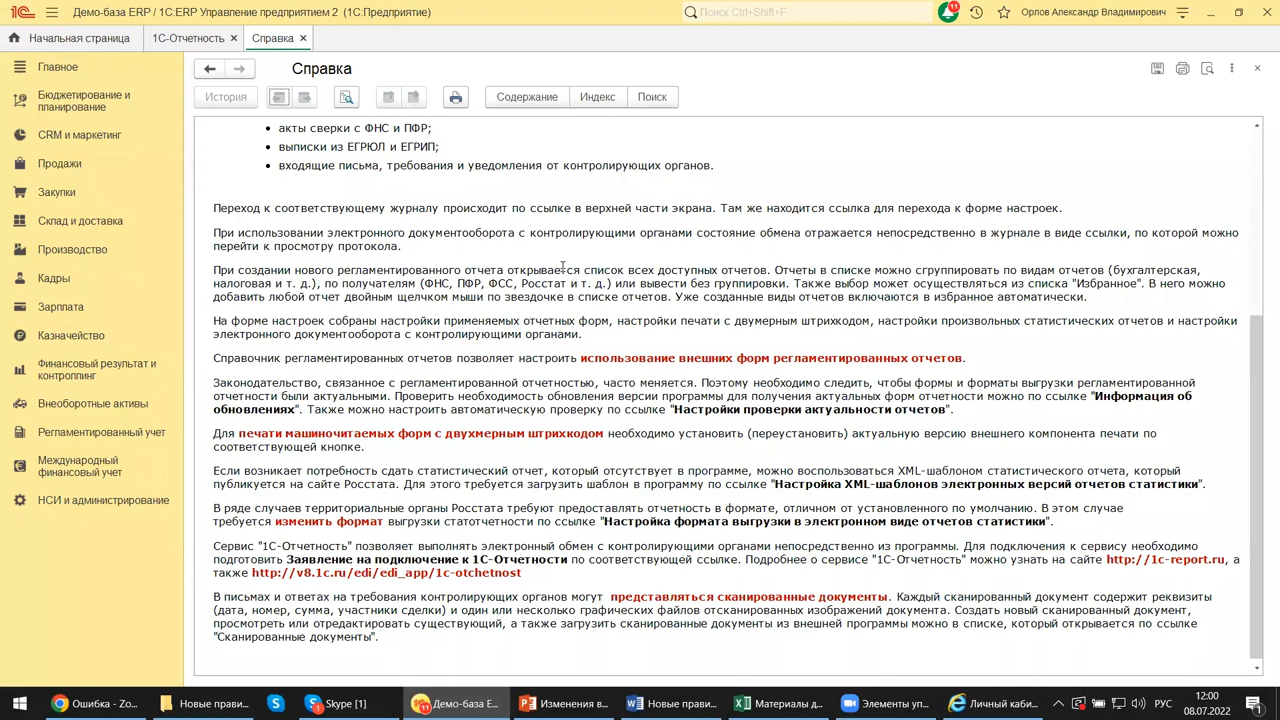 Демо-база ERP / 1С:ERP Управление предприятием 2 (1С:Предприятие)
Поиск Ctrl+Shift+F
11
Орлов Александр Владимирович
Начальная страница
1С-Отчетность ×
Справка ×
Главное
Бюджетирование и
планирование
CRM и маркетинг
Продажи
Закупки
Склад и доставка
Производство
Кадры
Зарплата
Казначейство
Финансовый результат и
контроллинг
Внеоборотные активы
Регламентированный учет
Международный
финансовый учет
НСИ и администрирование
Справка
История
Содержание
Индекс
Поиск
• акты сверки с ФНС и ПФР;
• выписки из ЕГРЮЛ и ЕГРИП;
• входящие письма, требования и уведомления от контролирующих органов.
Переход к соответствующему журналу происходит по ссылке в верхней части экрана. Там же находится ссылка для перехода к форме настроек.
При использовании электронного документооборота с контролирующими органами состояние обмена отражается непосредственно в журнале в виде ссылки, по которой можно
перейти к просмотру протокола.
При создании нового регламентированного отчета открывается список всех доступных отчетов. Отчеты в списке можно сгруппировать по видам отчетов (бухгалтерская,
налоговая и т. д.), по получателям (ФНС, ПФР, ФСС, Росстат и т. д.) или вывести без группировки. Также выбор может осуществляться из списка "Избранное". В него можно
добавить любой отчет двойным щелчком мыши по звездочке в списке отчетов. Уже созданные виды отчетов включаются в избранное автоматически.
На форме настроек собраны настройки применяемых отчетных форм, настройки печати с двумерным штрихкодом, настройки произвольных статистических отчетов и настройки
электронного документооборота с контролирующими органами.
Справочник регламентированных отчетов позволяет настроить использование внешних форм регламентированных отчетов.
Законодательство, связанное с регламентированной отчетностью, часто меняется. Поэтому необходимо следить, чтобы формы и форматы выгрузки регламентированной
отчетности были актуальными. Проверить необходимость обновления версии программы для получения актуальных форм отчетности можно по ссылке "Информация об
обновлениях". Также можно настроить автоматическую проверку по ссылке "Настройки проверки актуальности отчетов".
Для печати машиночитаемых форм с двухмерным штрихкодом необходимо установить (переустановить) актуальную версию внешнего компонента печати по
соответствующей кнопке.
Если возникает потребность сдать статистический отчет, который отсутствует в программе, можно воспользоваться XML-шаблоном статистического отчета, который
публикуется на сайте Росстата. Для этого требуется загрузить шаблон в программу по ссылке "Настройка XML-шаблонов электронных версий отчетов статистики".
В ряде случаев территориальные органы Росстата требуют предоставлять отчетность в формате, отличном от установленного по умолчанию. В этом случае
требуется изменить формат выгрузки статотчетности по ссылке "Настройка формата выгрузки в электронном виде отчетов статистики".
Сервис "1С-Отчетность" позволяет выполнять электронный обмен с контролирующими органами непосредственно из программы. Для подключения к сервису необходимо
подготовить Заявление на подключение к 1С-Отчетности по соответствующей ссылке. Подробнее о сервисе "1С-Отчетность" можно узнать на сайте http://1c-report.ru, а
также http://v8.1c.ru/edi/edi_app/1c-otchetnost
В письмах и ответах на требования контролирующих органов могут представляться сканированные документы. Каждый сканированный документ содержит реквизиты
(дата, номер, сумма, участники сделки) и один или несколько графических файлов отсканированных изображений документа. Создать новый сканированный документ,
просмотреть или отредактировать существующий, а также загрузить сканированные документы из внешней программы можно в списке, который открывается по ссылке
"Сканированные документы".
Ошибка - Zo...
Новые прави...
Skype [1]
Демо-база E...
Изменения в...
Новые прави...
Материалы д...
Элементы уп...
Личный каби...
РУС
12:00
08.07.2022